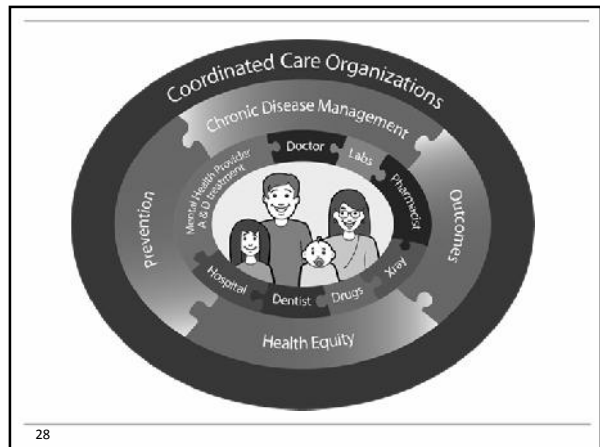 Coordinated Care Organizations
Chronic Disease Management
Outcomes
Health Equity
Prevention
Mental Health Provider
A & D treatment
Doctor
Labs
Pharmacist
XRay
Drugs
Dentist
Hospital
28